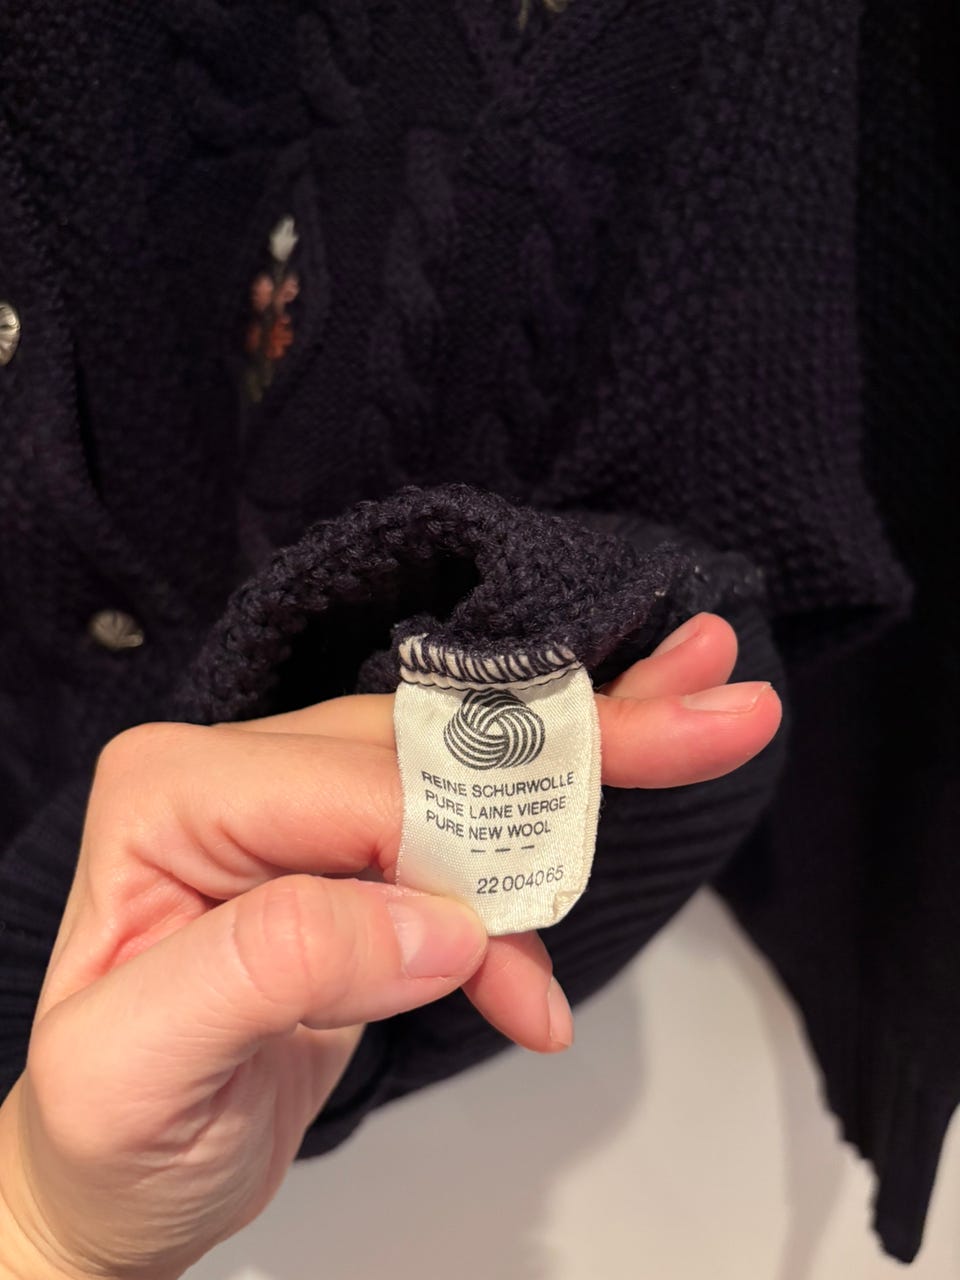 REINE SCHURWOLLE
PURE LAINE VIERGE
PURE NEW WOOL
– – –
22 004065